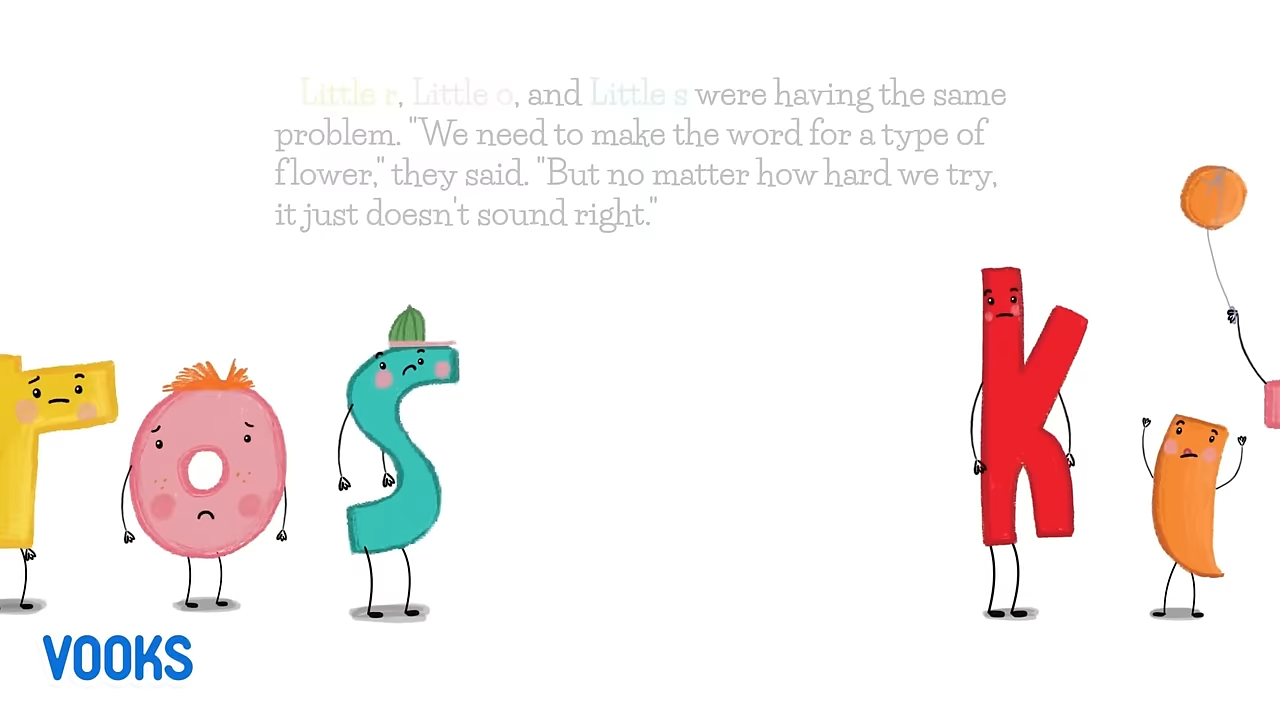 Little r, Little o, and Little s were having the same
problem. "We need to make the word for a type of
flower," they said. "But no matter how hard we try,
it just doesn't sound right."
VOOKS